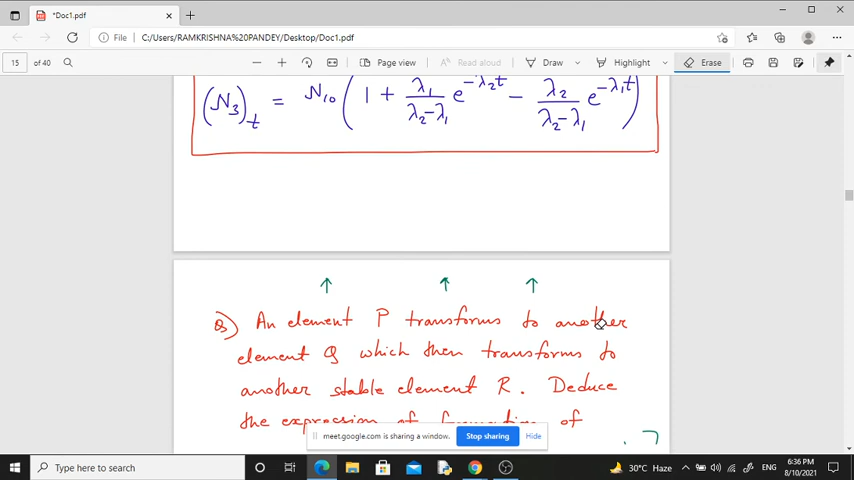 *Doc1.pdf
File C:/Users/RAMKRISHNA%20PANDEY/Desktop/Doc1.pdf
15 of 40 Page view Read aloud Draw Highlight Erase
(N₃)t = N₁₀ ( 1 + λ₁/(λ₂-λ₁) e^(-λ₂t) - λ₂/(λ₂-λ₁) e^(-λ₁t) )
↑ ↑ ↑
Q) An element P transforms to another
element Q which then transforms to
another stable element R. Deduce
the expression of formation of
meet.google.com is sharing a window. Stop sharing Hide
Type here to search
30°C Haze ENG 6:36 PM
8/10/2021